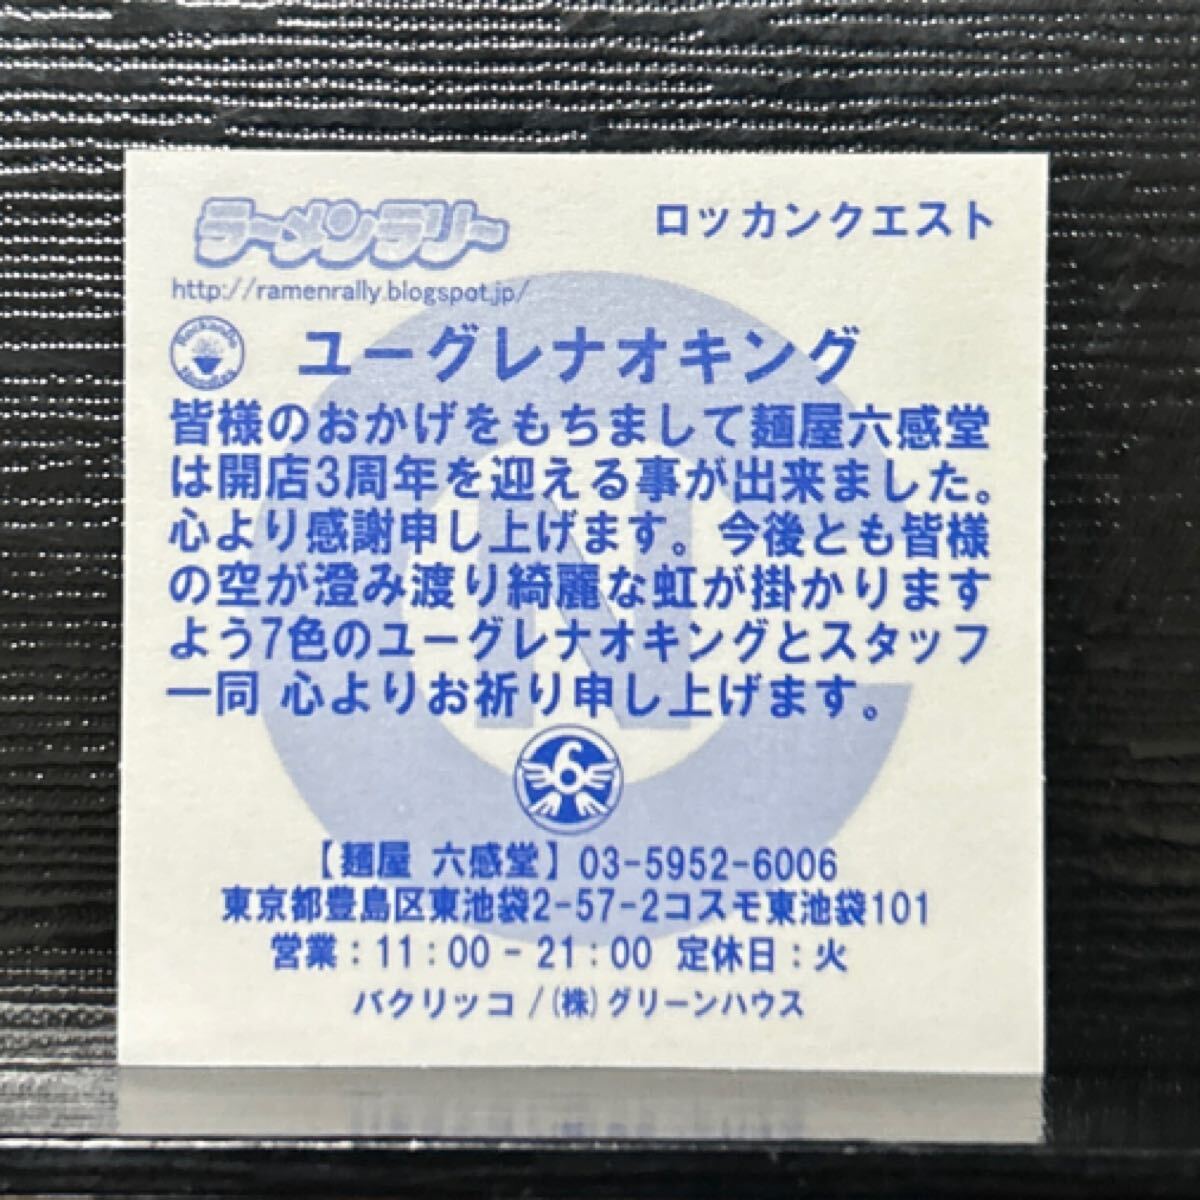 ラーメンラリー
ロッカンクエスト
http://ramenrally.blogspot.jp/
ユーグレナオキング
皆様のおかげをもちまして麺屋六感堂
は開店3周年を迎える事が出来ました。
心より感謝申し上げます。今後とも皆様
の空が澄み渡り綺麗な虹が掛かります
よう7色のユーグレナオキングとスタッフ
一同 心よりお祈り申し上げます。
N
6
【麺屋 六感堂】03-5952-6006
東京都豊島区東池袋2-57-2コスモ東池袋101
営業：11：00－21：00 定休日：火
バクリッコ/(株)グリーンハウス